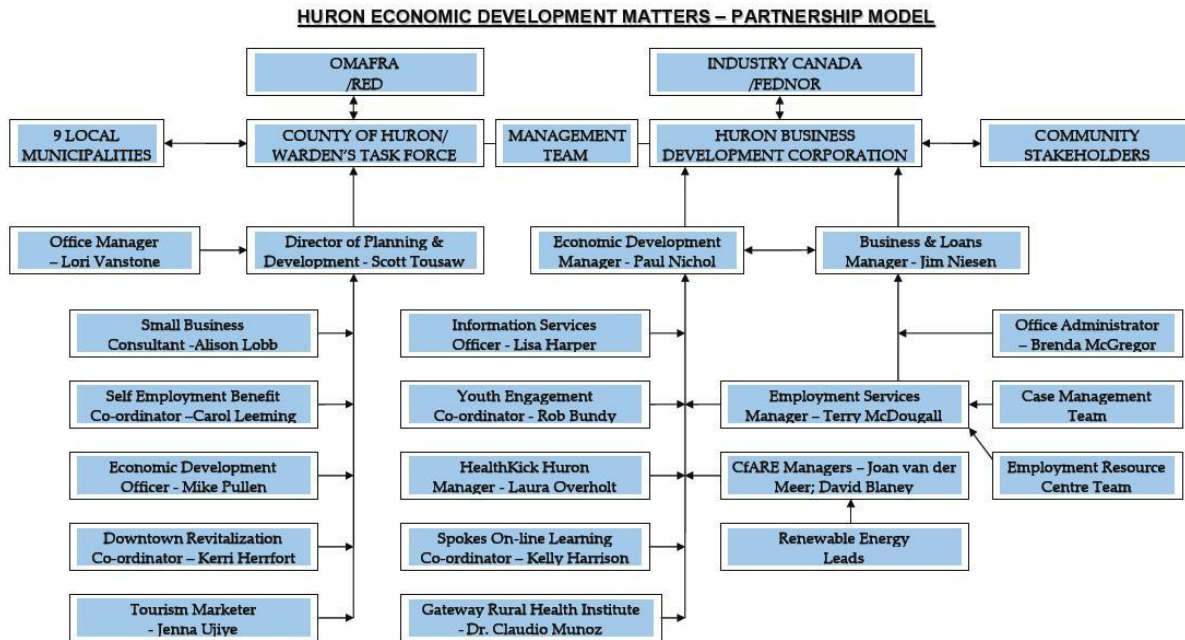 HURON ECONOMIC DEVELOPMENT MATTERS – PARTNERSHIP MODEL
OMAFRA
/RED
INDUSTRY CANADA
/FEDNOR
9 LOCAL
MUNICIPALITIES
COUNTY OF HURON/
WARDEN'S TASK FORCE
MANAGEMENT
TEAM
HURON BUSINESS
DEVELOPMENT CORPORATION
COMMUNITY
STAKEHOLDERS
Office Manager
– Lori Vanstone
Director of Planning &
Development - Scott Tousaw
Economic Development
Manager - Paul Nichol
Business & Loans
Manager - Jim Niesen
Small Business
Consultant -Alison Lobb
Information Services
Officer - Lisa Harper
Office Administrator
– Brenda McGregor
Self Employment Benefit
Co-ordinator –Carol Leeming
Youth Engagement
Co-ordinator - Rob Bundy
Employment Services
Manager – Terry McDougall
Case Management
Team
Economic Development
Officer - Mike Pullen
HealthKick Huron
Manager - Laura Overholt
CfARE Managers – Joan van der
Meer; David Blaney
Employment Resource
Centre Team
Downtown Revitalization
Co-ordinator – Kerri Herrfort
Spokes On-line Learning
Co-ordinator – Kelly Harrison
Renewable Energy
Leads
Tourism Marketer
- Jenna Ujiye
Gateway Rural Health Institute
- Dr. Claudio Munoz